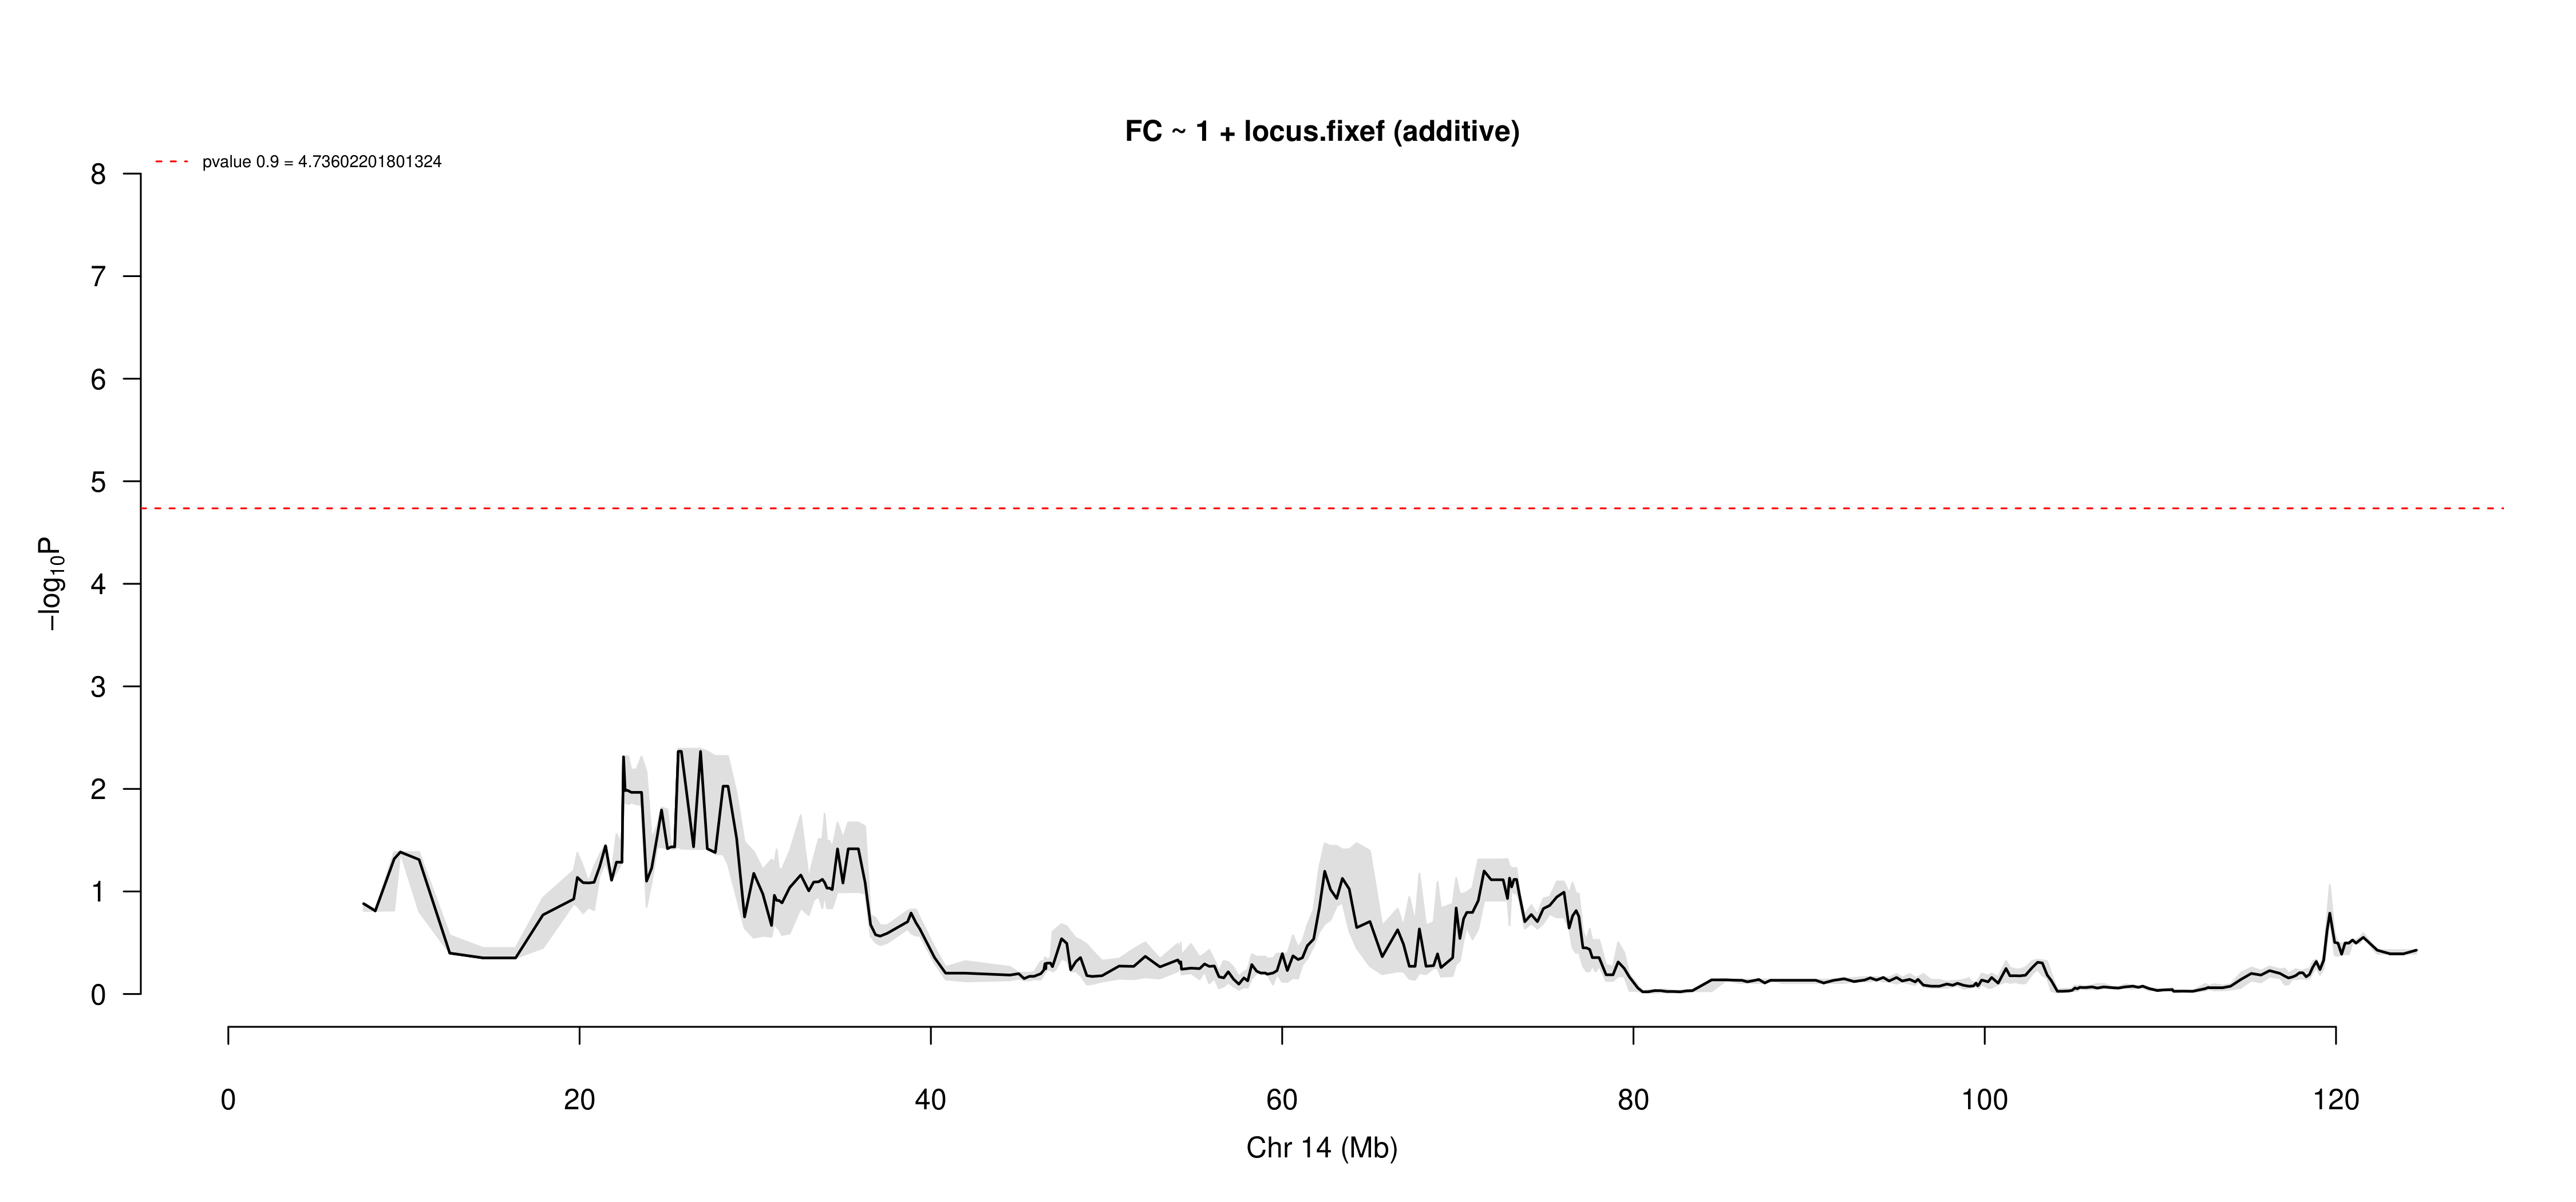 FC ~ 1 + locus.fixef (additive)
pvalue 0.9 = 4.73602201801324
8
7
6
5
4
3
2
1
0
−log10P
0 20 40 60 80 100 120
Chr 14 (Mb)